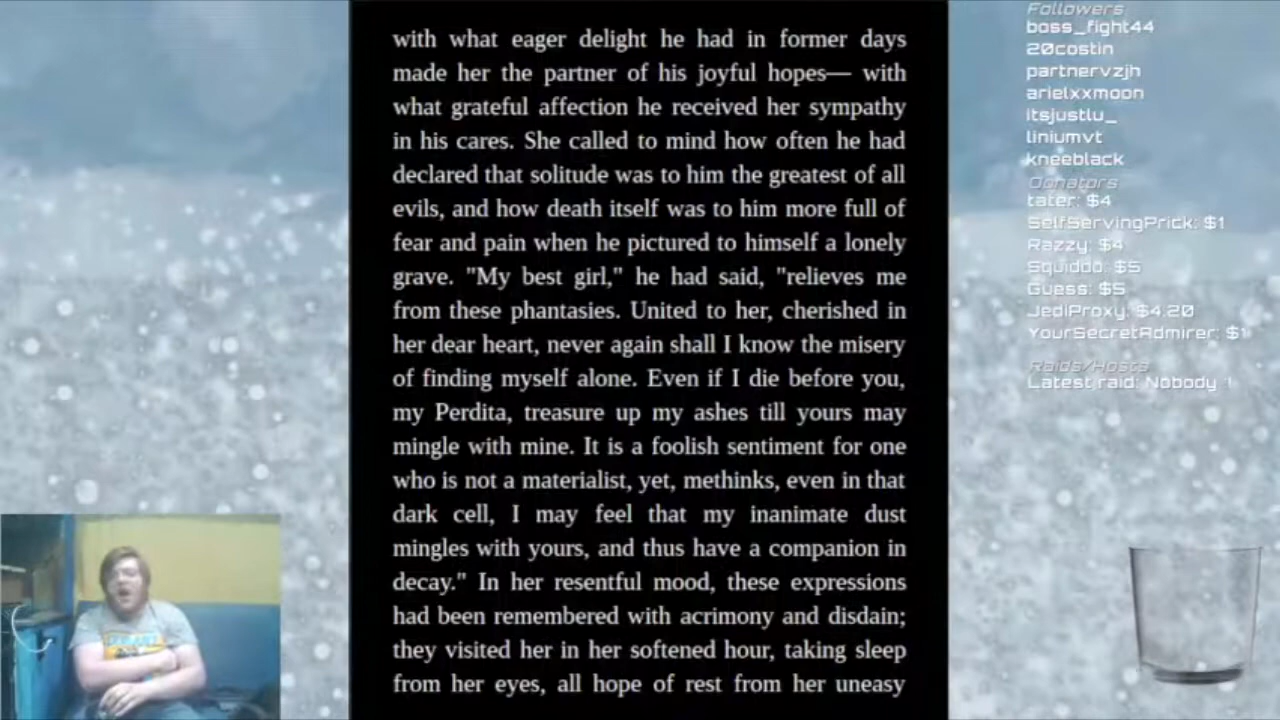 with what eager delight he had in former days
made her the partner of his joyful hopes— with
what grateful affection he received her sympathy
in his cares. She called to mind how often he had
declared that solitude was to him the greatest of all
evils, and how death itself was to him more full of
fear and pain when he pictured to himself a lonely
grave. "My best girl," he had said, "relieves me
from these phantasies. United to her, cherished in
her dear heart, never again shall I know the misery
of finding myself alone. Even if I die before you,
my Perdita, treasure up my ashes till yours may
mingle with mine. It is a foolish sentiment for one
who is not a materialist, yet, methinks, even in that
dark cell, I may feel that my inanimate dust
mingles with yours, and thus have a companion in
decay." In her resentful mood, these expressions
had been remembered with acrimony and disdain;
they visited her in her softened hour, taking sleep
from her eyes, all hope of rest from her uneasy
Followers
boss_fight44
20costin
partnervzjh
arielxxmoon
itsjustlu_
liniumvt
kneeblack
Donators
tater: $4
SelfServingPrick: $1
Razzy: $4
Squiddo: $5
Guess: $5
JediProxy: $4.20
YourSecretAdmirer: $1
Raids/Hosts
Latest raid: Nobody :(